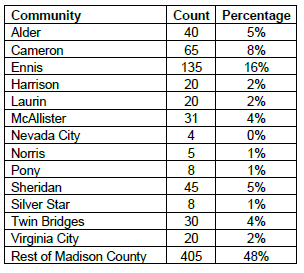 Community Count Percentage
Alder 40 5%
Cameron 65 8%
Ennis 135 16%
Harrison 20 2%
Laurin 20 2%
McAllister 31 4%
Nevada City 4 0%
Norris 5 1%
Pony 8 1%
Sheridan 45 5%
Silver Star 8 1%
Twin Bridges 30 4%
Virginia City 20 2%
Rest of Madison County 405 48%